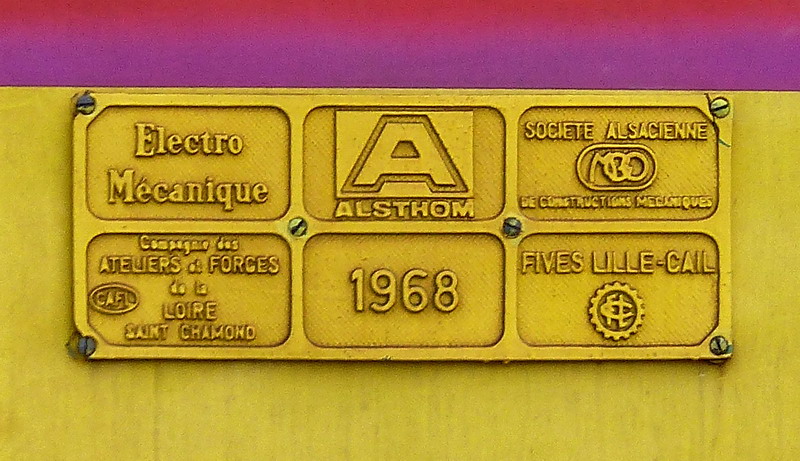 Electro
Mécanique
A
ALSTHOM
SOCIETE ALSACIENNE
DE CONSTRUCTIONS MECANIQUES
Compagnie des
ATELIERS et FORGES
de la
CAFL
LOIRE
SAINT CHAMOND
1968
FIVES LILLE-CAIL